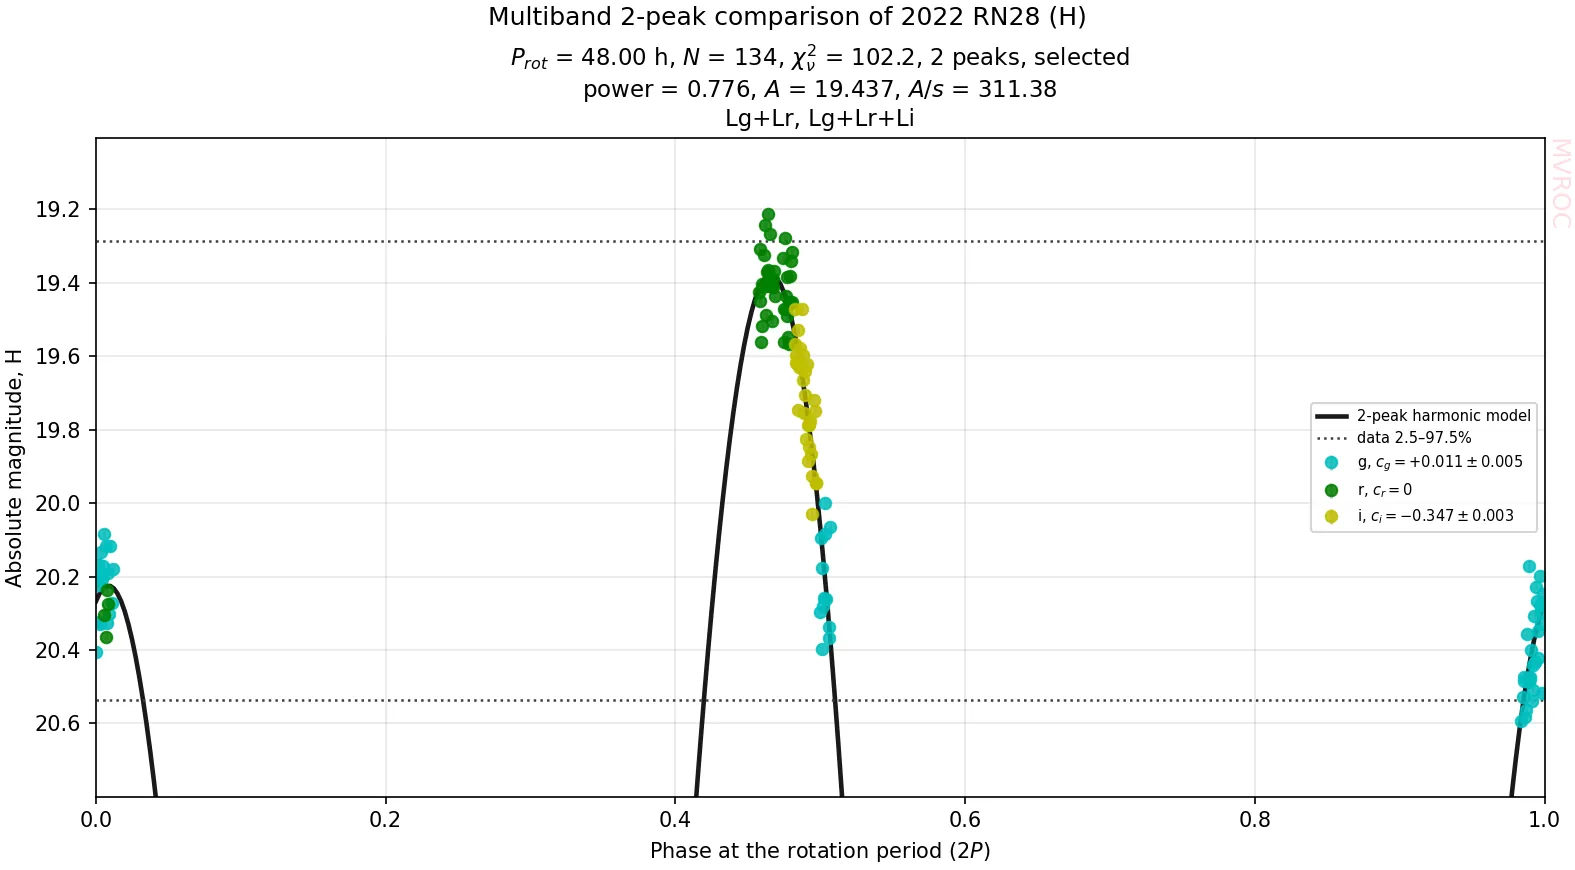 Multiband 2-peak comparison of 2022 RN28 (H)
P_rot = 48.00 h, N = 134, χ²_ν = 102.2, 2 peaks, selected
power = 0.776, A = 19.437, A/s = 311.38
Lg+Lr, Lg+Lr+Li
MVROC
Absolute magnitude, H
19.2
19.4
19.6
19.8
20.0
20.2
20.4
20.6
2-peak harmonic model
data 2.5–97.5%
g, c_g = +0.011 ± 0.005
r, c_r = 0
i, c_i = −0.347 ± 0.003
0.0 0.2 0.4 0.6 0.8 1.0
Phase at the rotation period (2P)